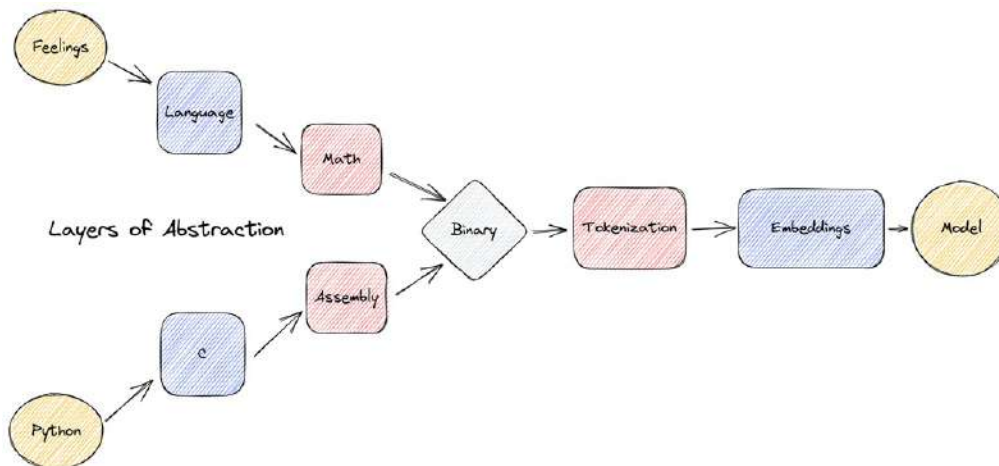 Feelings
Language
Math
Layers of Abstraction
Binary
Tokenization
Embeddings
Model
Assembly
C
Python